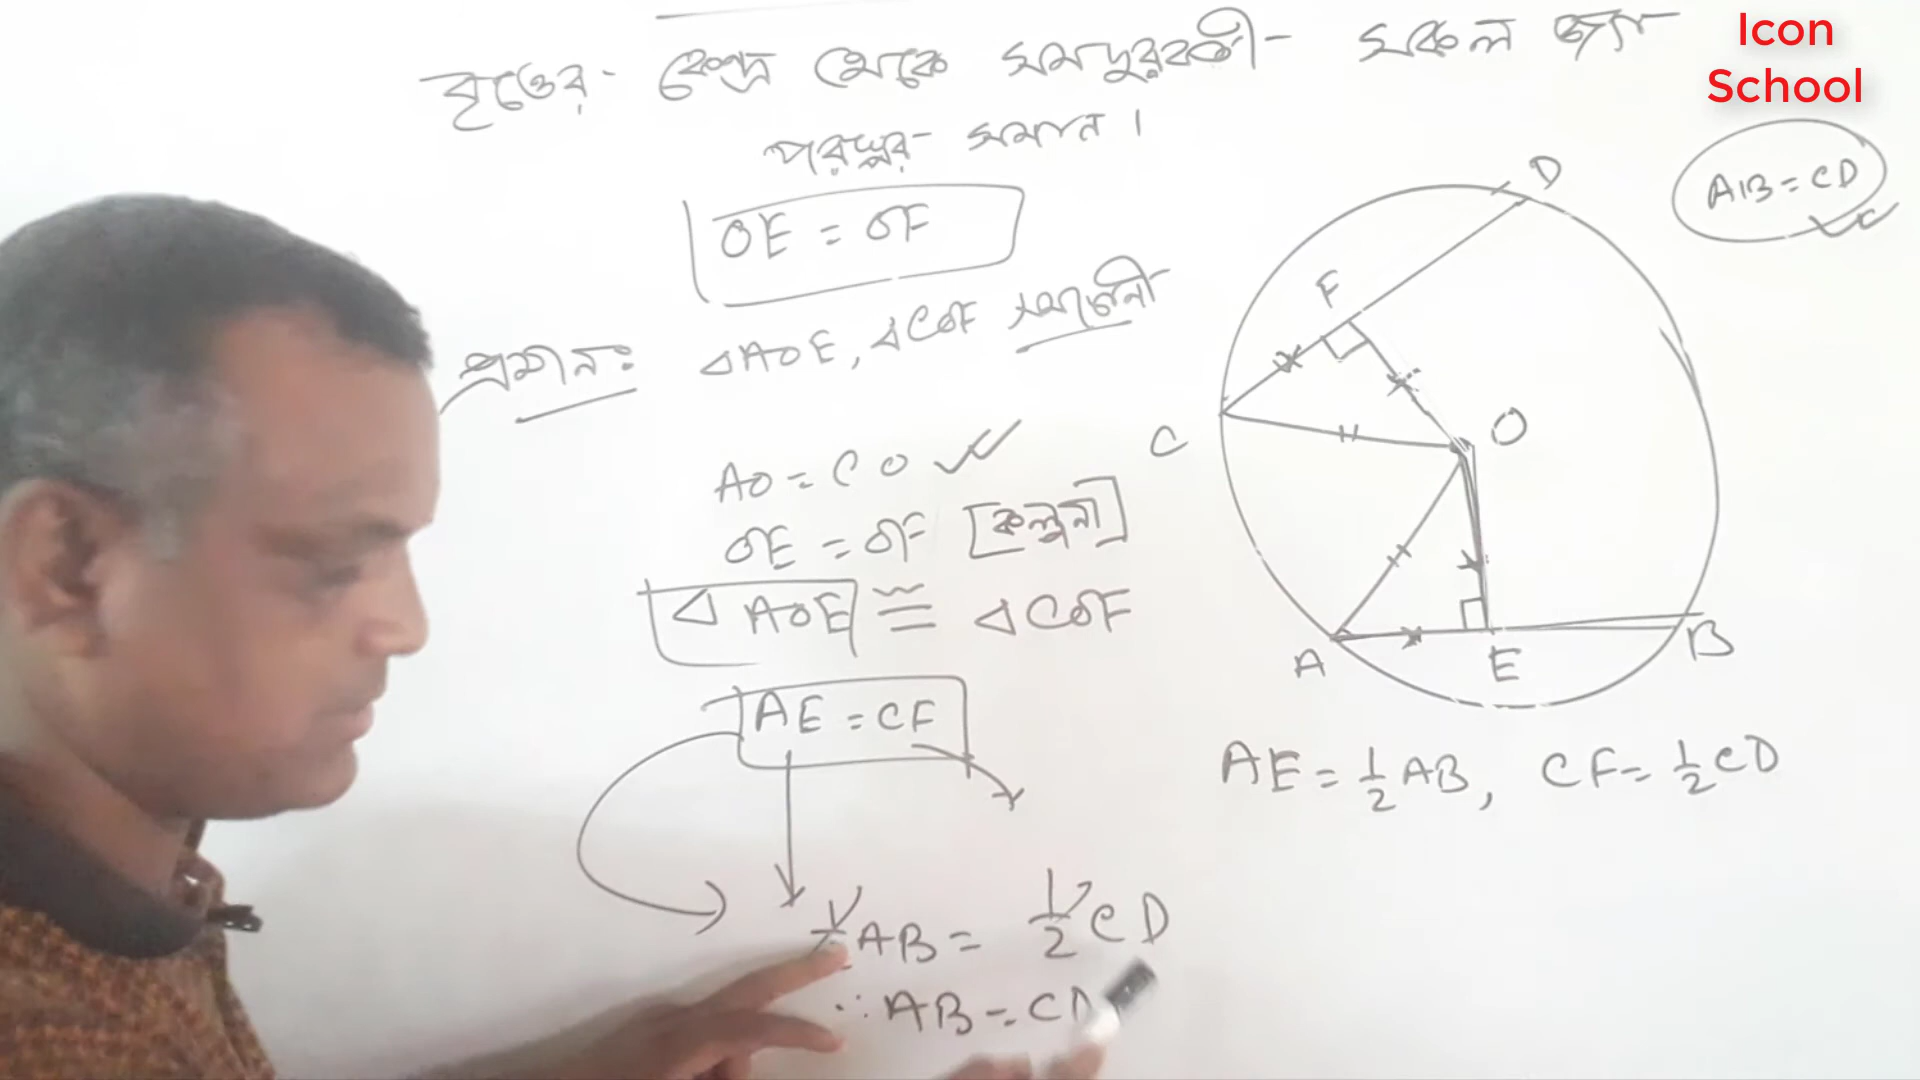 বৃত্তের কেন্দ্র থেকে সমদূরবর্তী সকল জ্যা
পরস্পর সমান।
Icon
School
AB = CD
OE = OF
প্রমান: ΔAOE, ΔCOF সমকোনী
AO = CO
OE = OF [কল্পনা]
ΔAOE ≅ ΔCOF
AE = CF
½AB = ½CD
∴ AB = CD
D
F
O
C
A
E
B
AE = ½AB, CF = ½CD